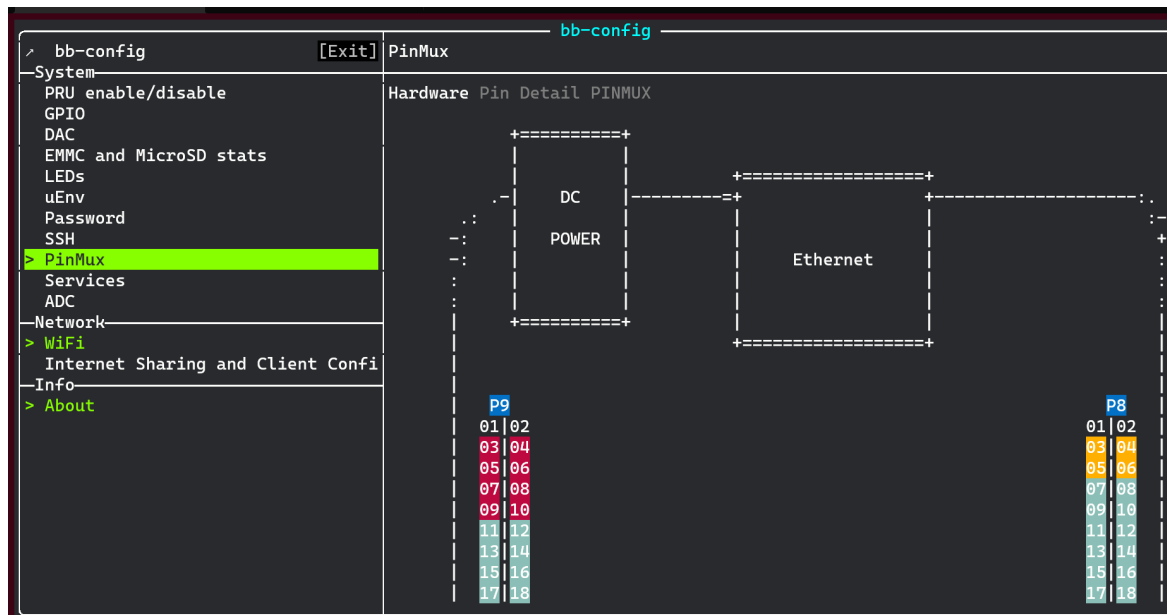 bb-config
↗ bb-config [Exit]
System
PRU enable/disable
GPIO
DAC
EMMC and MicroSD stats
LEDs
uEnv
Password
SSH
> PinMux
Services
ADC
Network
> WiFi
Internet Sharing and Client Confi
Info
> About
PinMux
Hardware Pin Detail PINMUX
DC
POWER
Ethernet
P9
01|02
03|04
05|06
07|08
09|10
11|12
13|14
15|16
17|18
P8
01|02
03|04
05|06
07|08
09|10
11|12
13|14
15|16
17|18